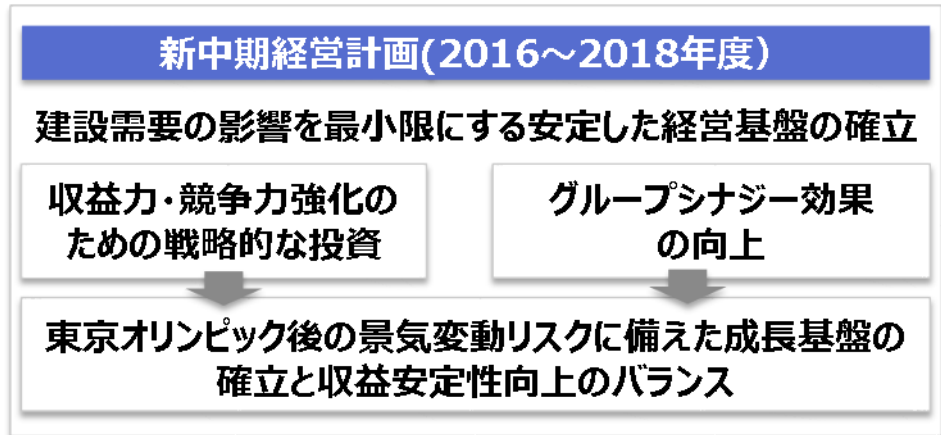 新中期経営計画(2016～2018年度）
建設需要の影響を最小限にする安定した経営基盤の確立
収益力・競争力強化の
ための戦略的な投資
グループシナジー効果
の向上
東京オリンピック後の景気変動リスクに備えた成長基盤の
確立と収益安定性向上のバランス